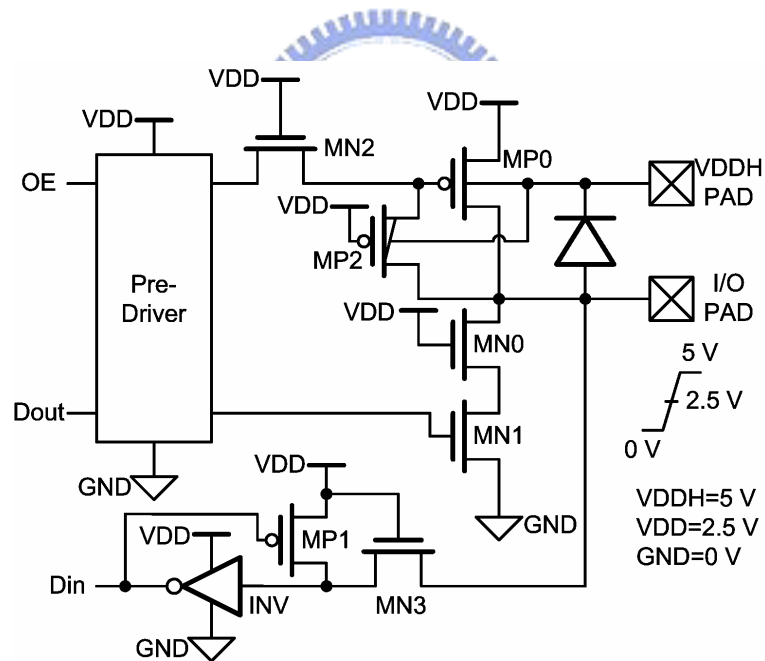 VDD
VDD
VDD
MN2
MP0
VDDH
PAD
OE
VDD
MP2
Pre-
Driver
I/O
PAD
VDD
MN0
5 V
2.5 V
0 V
Dout
MN1
VDD
GND
GND
VDDH=5 V
VDD=2.5 V
GND=0 V
MP1
VDD
Din
INV
MN3
GND